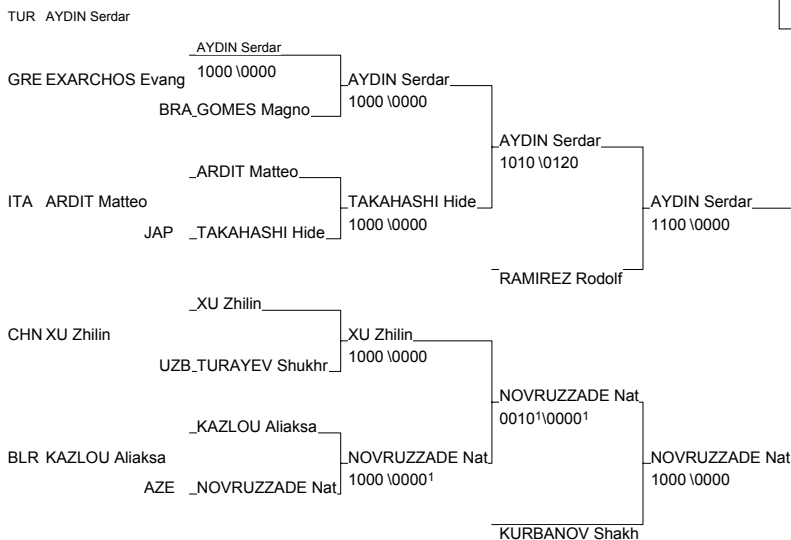 TUR AYDIN Serdar
AYDIN Serdar
1000 \0000
GRE EXARCHOS Evang
AYDIN Serdar
1000 \0000
BRA GOMES Magno
AYDIN Serdar
1010 \0120
ARDIT Matteo
ITA ARDIT Matteo
TAKAHASHI Hide
1000 \0000
AYDIN Serdar
1100 \0000
JAP TAKAHASHI Hide
RAMIREZ Rodolf
XU Zhilin
CHN XU Zhilin
XU Zhilin
1000 \0000
UZB TURAYEV Shukhr
NOVRUZZADE Nat
0010¹\0000¹
KAZLOU Aliaksa
BLR KAZLOU Aliaksa
NOVRUZZADE Nat
1000 \0000¹
NOVRUZZADE Nat
1000 \0000
AZE NOVRUZZADE Nat
KURBANOV Shakh